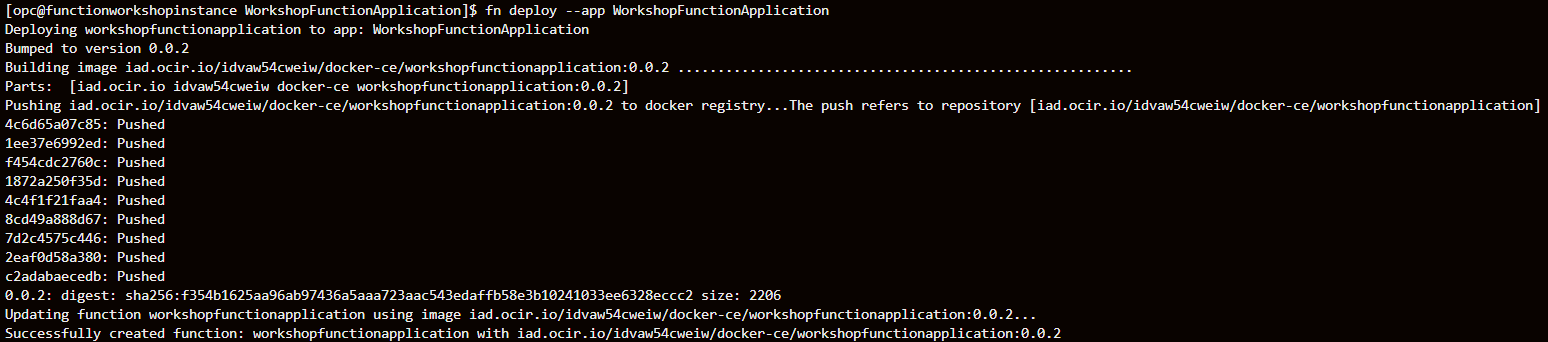 [opc@functionworkshopinstance WorkshopFunctionApplication]$ fn deploy --app WorkshopFunctionApplication
Deploying workshopfunctionapplication to app: WorkshopFunctionApplication
Bumped to version 0.0.2
Building image iad.ocir.io/idvaw54cweiw/docker-ce/workshopfunctionapplication:0.0.2 .........................................................
Parts:  [iad.ocir.io idvaw54cweiw docker-ce workshopfunctionapplication:0.0.2]
Pushing iad.ocir.io/idvaw54cweiw/docker-ce/workshopfunctionapplication:0.0.2 to docker registry...The push refers to repository [iad.ocir.io/idvaw54cweiw/docker-ce/workshopfunctionapplication]
4c6d65a07c85: Pushed
1ee37e6992ed: Pushed
f454cdc2760c: Pushed
1872a250f35d: Pushed
4c4f1f21faa4: Pushed
8cd49a888d67: Pushed
7d2c4575c446: Pushed
2eaf0d58a380: Pushed
c2adabaecedb: Pushed
0.0.2: digest: sha256:f354b1625aa96ab97436a5aaa723aac543edaffb58e3b10241033ee6328eccc2 size: 2206
Updating function workshopfunctionapplication using image iad.ocir.io/idvaw54cweiw/docker-ce/workshopfunctionapplication:0.0.2...
Successfully created function: workshopfunctionapplication with iad.ocir.io/idvaw54cweiw/docker-ce/workshopfunctionapplication:0.0.2